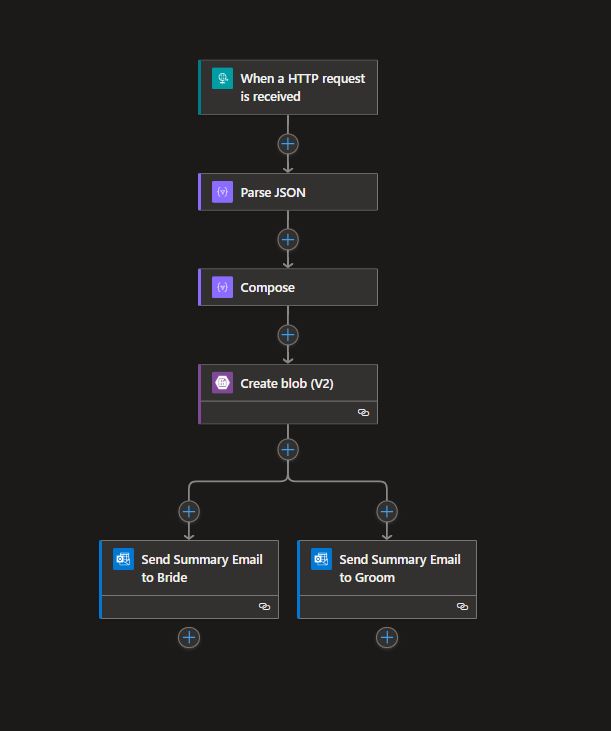 When a HTTP request
is received
Parse JSON
Compose
Create blob (V2)
Send Summary Email
to Bride
Send Summary Email
to Groom